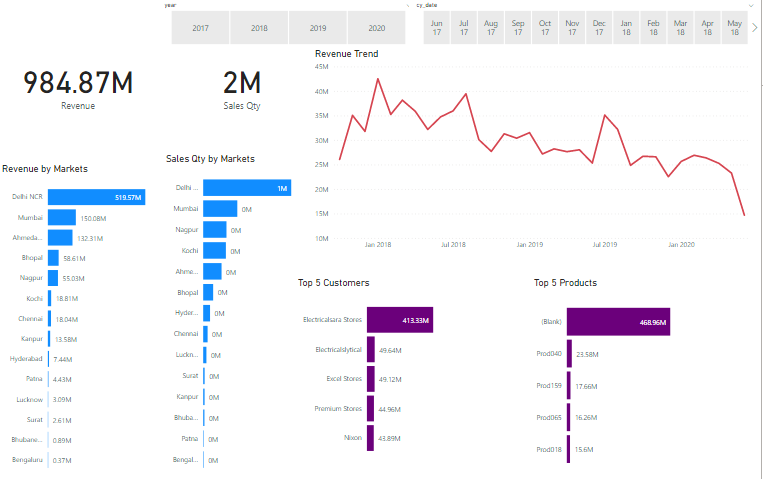 year
cy_date
2017 2018 2019 2020
Jun 17 Jul 17 Aug 17 Sep 17 Oct 17 Nov 17 Dec 17 Jan 18 Feb 18 Mar 18 Apr 18 May 18
984.87M
Revenue
2M
Sales Qty
Revenue Trend
45M
40M
35M
30M
25M
20M
15M
10M
Jan 2018 Jul 2018 Jan 2019 Jul 2019 Jan 2020
Revenue by Markets
Delhi NCR 519.57M
Mumbai 150.08M
Ahmeda... 132.31M
Bhopal 58.61M
Nagpur 55.03M
Kochi 18.81M
Chennai 18.04M
Kanpur 13.58M
Hyderabad 7.44M
Patna 4.43M
Lucknow 3.09M
Surat 2.61M
Bhubane... 0.89M
Bengaluru 0.37M
Sales Qty by Markets
Delhi ... 1M
Mumbai 0M
Nagpur 0M
Kochi 0M
Ahme... 0M
Bhopal 0M
Hyder... 0M
Chennai 0M
Luckn... 0M
Surat 0M
Kanpur 0M
Bhuba... 0M
Patna 0M
Bengal... 0M
Top 5 Customers
Electricalsara Stores 413.33M
Electricalslytical 49.64M
Excel Stores 49.12M
Premium Stores 44.96M
Nixon 43.89M
Top 5 Products
(Blank) 468.96M
Prod040 23.58M
Prod159 17.66M
Prod065 16.26M
Prod018 15.6M